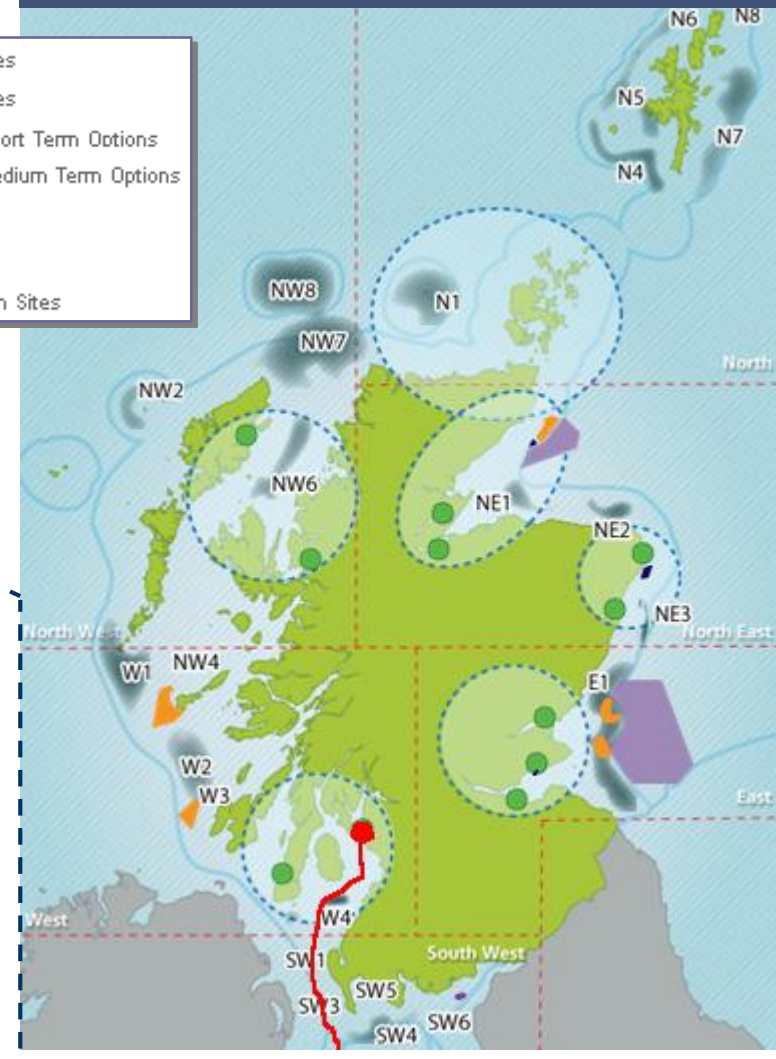 N6 N8
es
es
ort Term Options
edium Term Options
n Sites
N5
N7
N4
NW8
N1
NW7
North
NW2
NW6
NE1
NE2
NE3
North West
North East
W1
NW4
E1
W2
W3
East
W4
West
South West
SW1
SW5
SW3
SW6
SW4